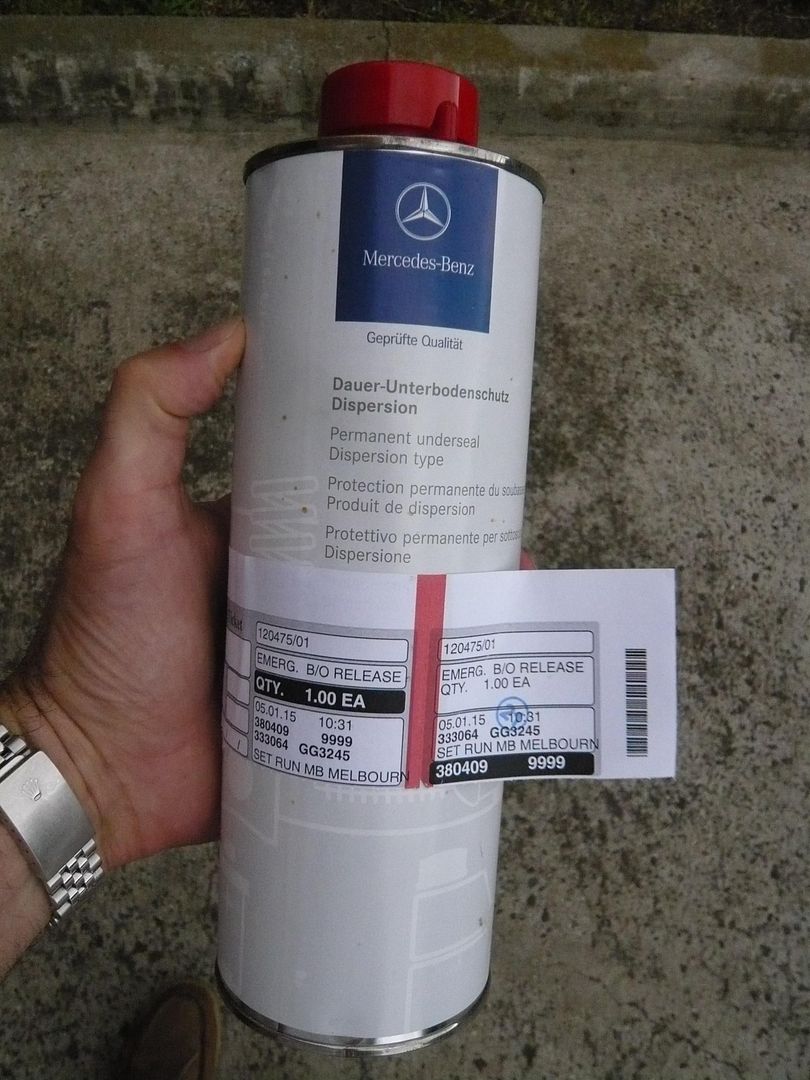 Mercedes-Benz
Geprüfte Qualität
Dauer-Unterbodenschutz
Dispersion
Permanent underseal
Dispersion type
Protection permanente du
Produit de dispersion
Protettivo permanente per
Dispersione
120475/01
EMERG. B/O RELEASE
QTY. 1.00 EA
05.01.15 10:31
380409 9999
333064 GG3245
SET RUN MB MELBOURN
120475/01
EMERG. B/O RELEASE
QTY. 1.00 EA
05.01.15 10:31
333064 GG3245
SET RUN MB MELBOURN
380409 9999